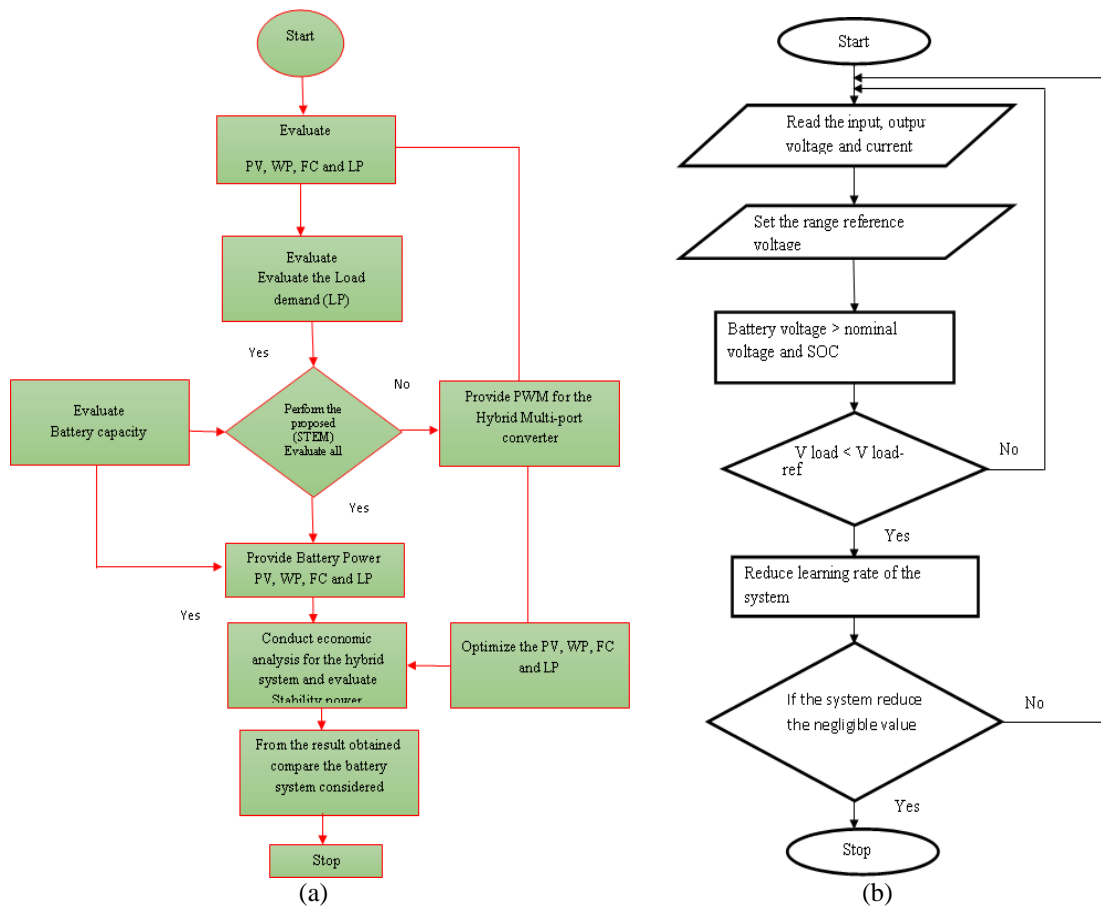 Start
Evaluate
PV, WP, FC and LP
Evaluate
Evaluate the Load
demand (LP)
Yes
No
Evaluate
Battery capacity
Perform the
proposed
(STEM)
Evaluate all
Provide PWM for the
Hybrid Multi-port
converter
Yes
Provide Battery Power
PV, WP, FC and LP
Yes
Conduct economic
analysis for the hybrid
system and evaluate
Stability power
Optimize the PV, WP, FC
and LP
From the result obtained
compare the battery
system considered
Stop
(a)
Start
Read the input, outpu
voltage and current
Set the range reference
voltage
Battery voltage > nominal
voltage and SOC
V load < V load-
ref
No
Yes
Reduce learning rate of the
system
If the system reduce
the negligible value
No
Yes
Stop
(b)